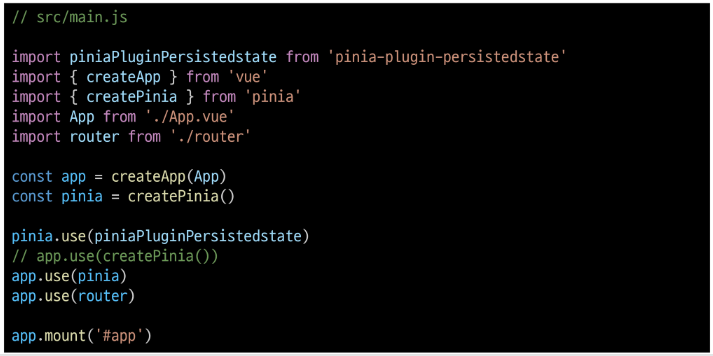 // src/main.js
import piniaPluginPersistedstate from 'pinia-plugin-persistedstate'
import { createApp } from 'vue'
import { createPinia } from 'pinia'
import App from './App.vue'
import router from './router'
const app = createApp(App)
const pinia = createPinia()
pinia.use(piniaPluginPersistedstate)
// app.use(createPinia())
app.use(pinia)
app.use(router)
app.mount('#app')